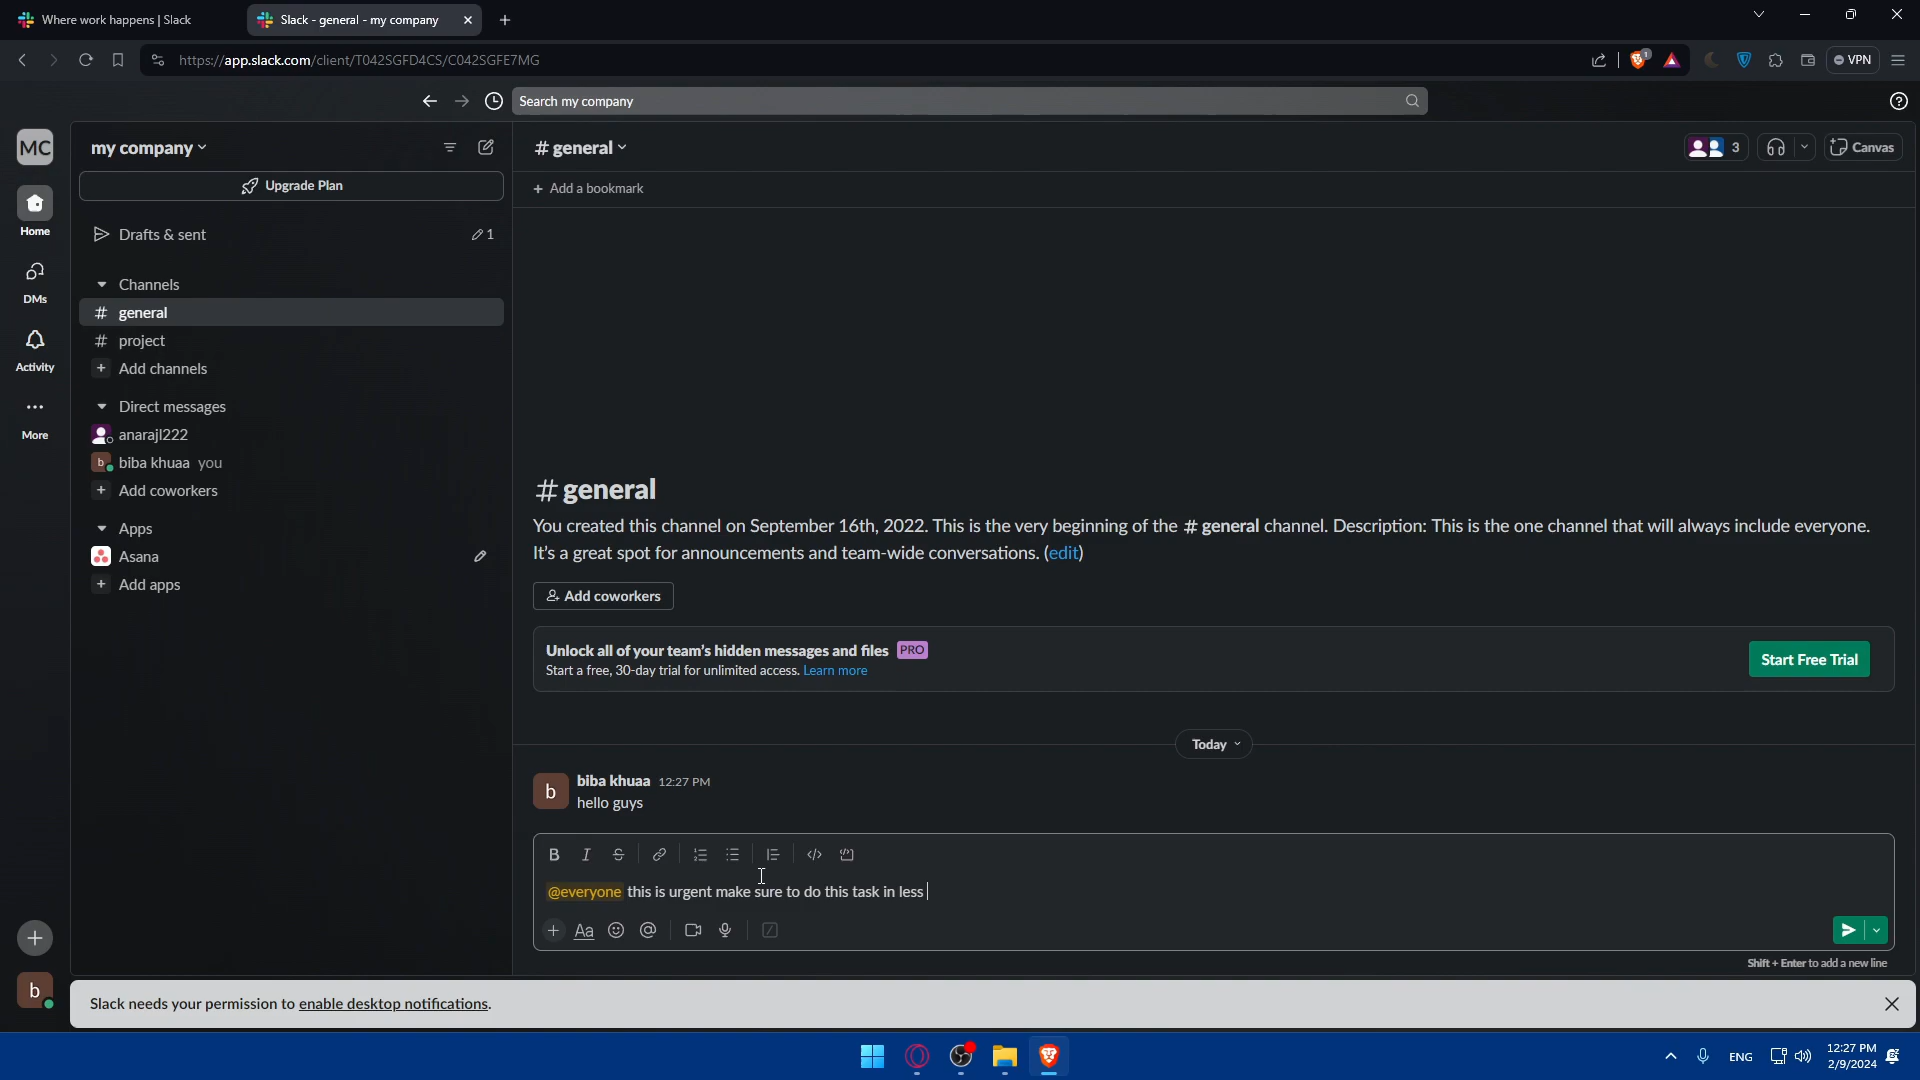 Where work happens | Slack
Slack - general - my company
https://app.slack.com/client/T042SGFD4CS/C042SGFE7MG
VPN
Search my company
MC
my company
# general
3
Canvas
Upgrade Plan
+ Add a bookmark
Home
Drafts & sent
1
DMs
Channels
# general
# project
+ Add channels
Activity
Direct messages
anarajl222
More
b biba khuaa you
+ Add coworkers
Apps
Asana
+ Add apps
# general
You created this channel on September 16th, 2022. This is the very beginning of the # general channel. Description: This is the one channel that will always include everyone.
It's a great spot for announcements and team-wide conversations. (edit)
Add coworkers
Unlock all of your team's hidden messages and files PRO
Start a free, 30-day trial for unlimited access. Learn more
Start Free Trial
Today
b
biba khuaa 12:27 PM
hello guys
B I S
@everyone this is urgent make sure to do this task in less
+ Aa @
Shift + Enter to add a new line
b
Slack needs your permission to enable desktop notifications.
ENG
12:27 PM
2/9/2024